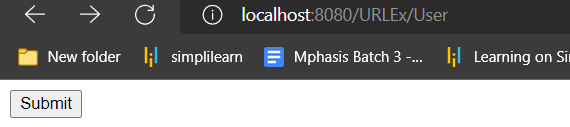 localhost:8080/URLEx/User
New folder simplilearn Mphasis Batch 3 -... Learning on Si
Submit